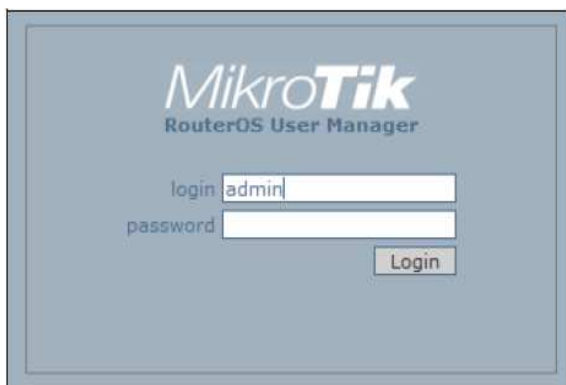 MikroTik
RouterOS User Manager
login admin
password
Login